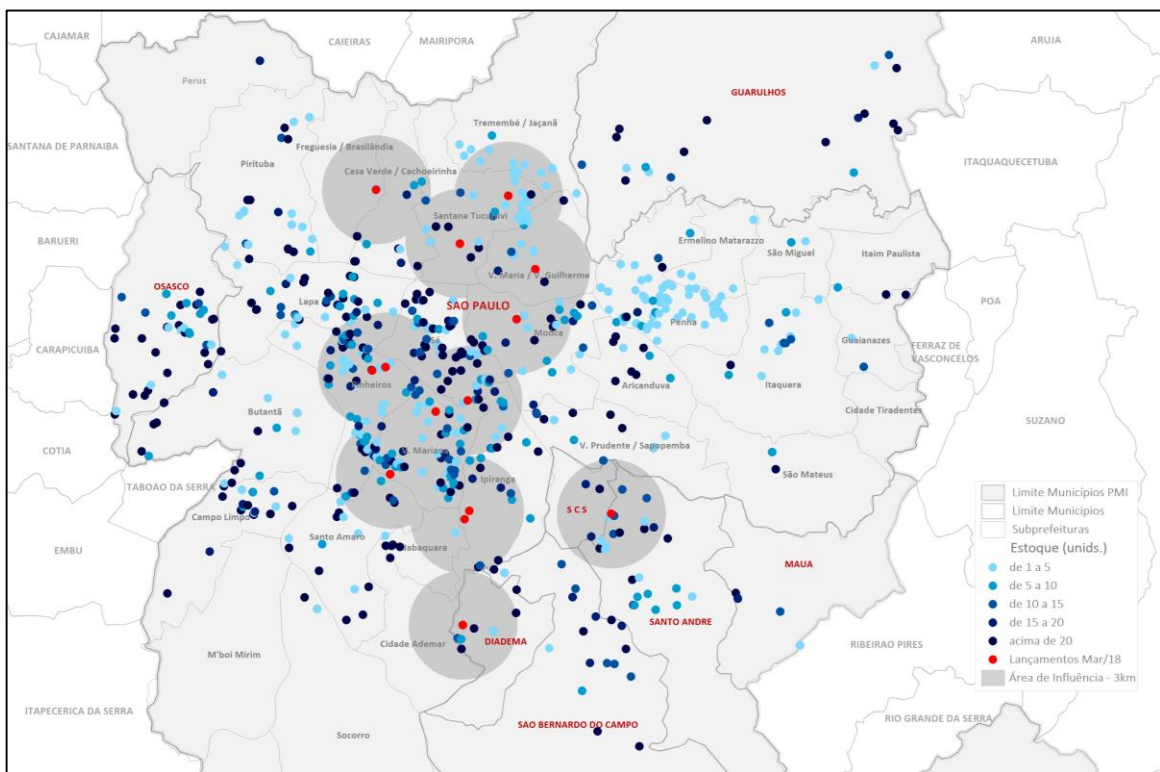 CAJAMAR
CAIEIRAS
MAIRIPORA
ARUJA
Perus
GUARULHOS
Tremembé / Jaçanã
SANTANA DE PARNAIBA
Freguesia / Brasilândia
Pirituba
ITAQUAQUECETUBA
Casa Verde / Cachoeirinha
Santana Tucuruvi
BARUERI
Ermelino Matarazzo
São Miguel
Itaim Paulista
V. Maria / V. Guilherme
OSASCO
Lapa
SAO PAULO
POA
Penha
Mooca
Sé
Guaianazes
CARAPICUIBA
FERRAZ DE
VASCONCELOS
Pinheiros
Aricanduva
Itaquera
Butantã
Cidade Tiradentes
SUZANO
COTIA
V. Mariana
V. Prudente / Sapopemba
São Mateus
TABOAO DA SERRA
Ipiranga
Campo Limpo
S C S
Santo Amaro
Jabaquara
EMBU
MAUA
SANTO ANDRE
Cidade Ademar
DIADEMA
RIBEIRAO PIRES
M'boi Mirim
ITAPECERICA DA SERRA
SAO BERNARDO DO CAMPO
RIO GRANDE DA SERRA
Socorro
Limite Municípios PMI
Limite Municipios
Subprefeituras
Estoque (unids.)
de 1 a 5
de 5 a 10
de 10 a 15
de 15 a 20
acima de 20
Lançamentos Mar/18
Área de Influência - 3km